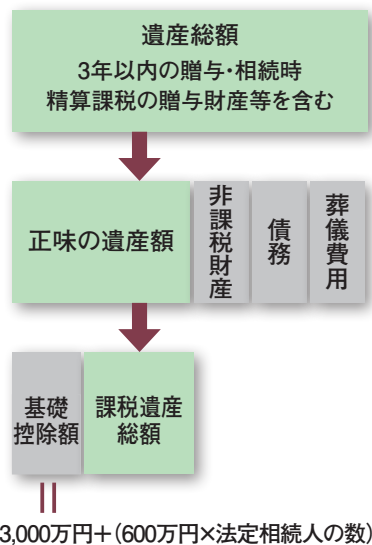 遺産総額
3年以内の贈与・相続時
精算課税の贈与財産等を含む
正味の遺産額
非課税財産
債務
葬儀費用
基礎
控除額
課税遺産
総額
3,000万円＋(600万円×法定相続人の数)